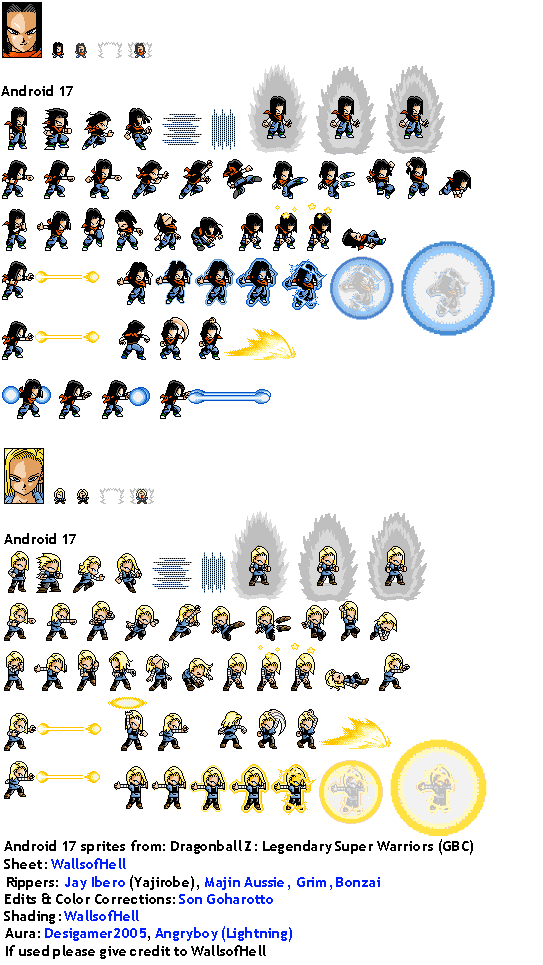 Android 17
Android 17
Android 17 sprites from: Dragonball Z: Legendary Super Warriors (GBC)
Sheet: WallsofHell
Rippers: Jay Ibero (Yajirobe), Majin Aussie, Grim, Bonzai
Edits & Color Corrections: Son Goharotto
Shading: WallsofHell
Aura: Desigamer2005, Angryboy (Lightning)
If used please give credit to WallsofHell